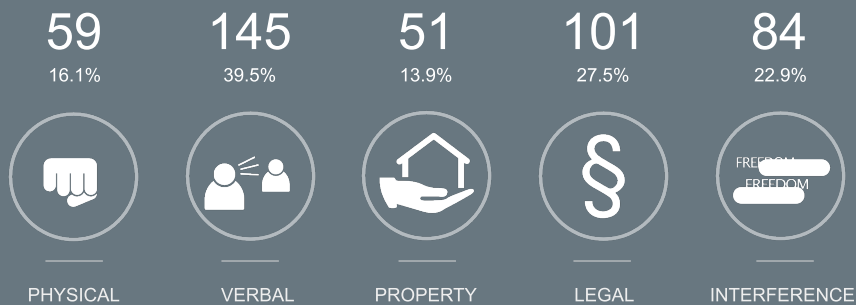 59 145 51 101 84
16.1% 39.5% 13.9% 27.5% 22.9%
§
FREEDOM
FREEDOM
PHYSICAL VERBAL PROPERTY LEGAL INTERFERENCE